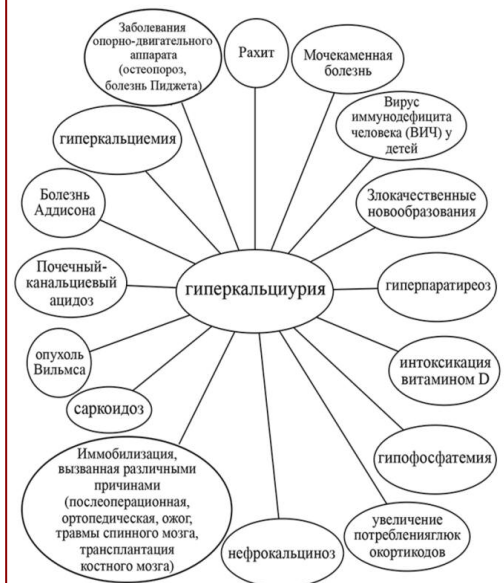 Заболевания
опорно-двигательного
аппарата
(остеопороз,
болезнь Пиджета)
Рахит
Мочекаменная
болезнь
Вирус
иммунодефицита
человека (ВИЧ) у
детей
гиперкальциемия
Болезнь
Аддисона
Злокачественные
новообразования
Почечный-
канальциевый
ацидоз
гиперкальциурия
гиперпаратиреоз
опухоль
Вильмса
интоксикация
витамином D
саркоидоз
гипофосфатемия
Иммобилизация,
вызванная различными
причинами
(послеоперационная,
ортопедическая, ожог,
травмы спинного мозга,
трансплантация
костного мозга)
нефрокальциноз
увеличение
потребленияглюк
окортикодов